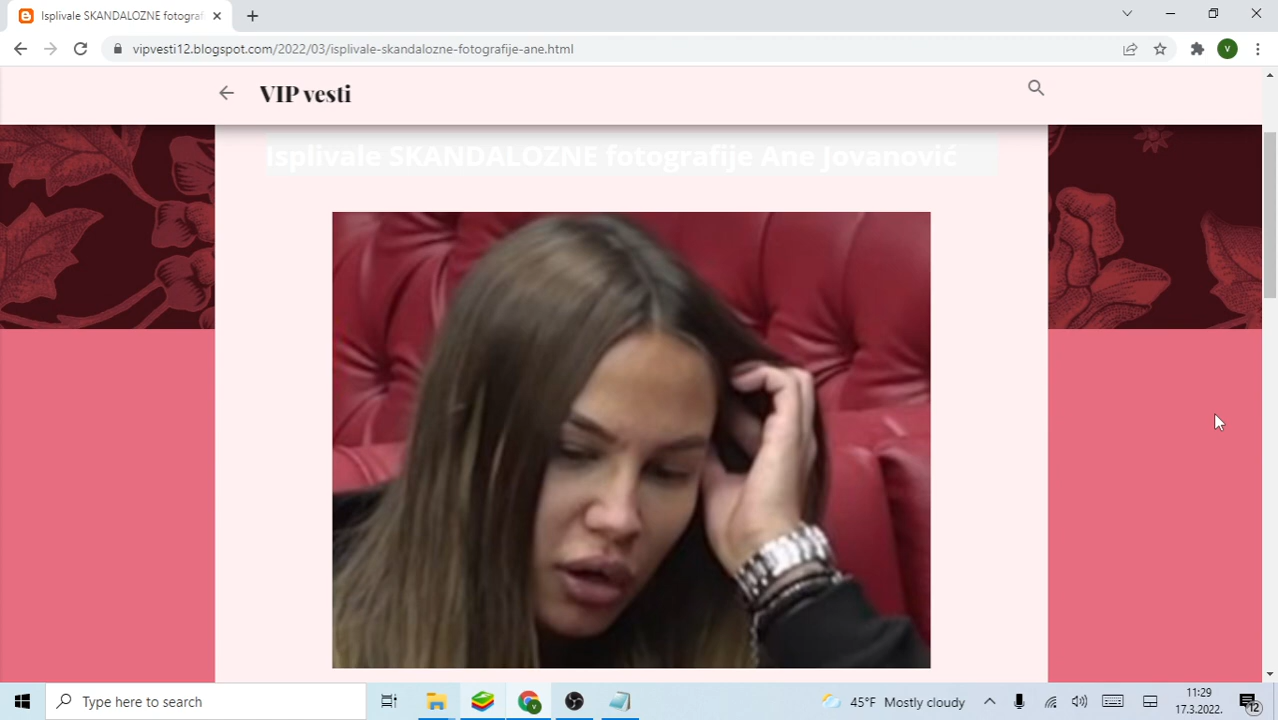 Isplivale SKANDALOZNE fotograf
vipvesti12.blogspot.com/2022/03/isplivale-skandalozne-fotografije-ane.html
V
VIP vesti
Isplivale SKANDALOZNE fotografije Ane Jovanović
Type here to search
45°F Mostly cloudy
11:29
17.3.2022.
12